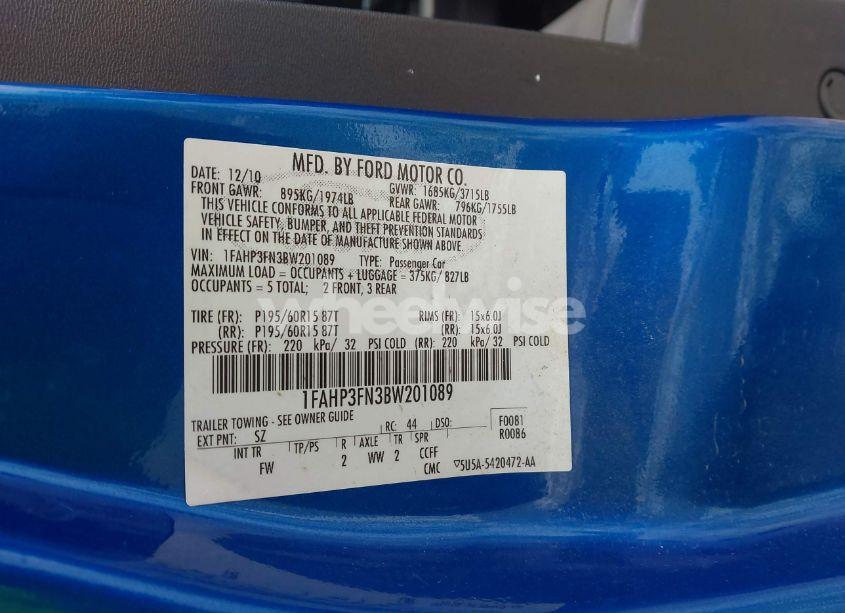 MFD. BY FORD MOTOR CO.
DATE: 12/10 GVWR: 1685KG/3715LB
FRONT GAWR: 895KG/1974LB REAR GAWR: 796KG/1755LB
THIS VEHICLE CONFORMS TO ALL APPLICABLE FEDERAL MOTOR
VEHICLE SAFETY, BUMPER, AND THEFT PREVENTION STANDARDS
IN EFFECT ON THE DATE OF MANUFACTURE SHOWN ABOVE.
VIN: 1FAHP3FN3BW201089 TYPE: Passenger Car
MAXIMUM LOAD = OCCUPANTS + LUGGAGE = 375KG/ 827LB
OCCUPANTS = 5 TOTAL; 2 FRONT, 3 REAR
wheelwise
TIRE (FR): P195/60R15 87T RIMS (FR): 15x6.0J
(RR): P195/60R15 87T (RR): 15x6.0J
PRESSURE (FR): 220 kPa/ 32 PSI COLD (RR): 220 kPa/ 32 PSI COLD
1FAHP3FN3BW201089
TRAILER TOWING - SEE OWNER GUIDE
EXT PNT: SZ RC: 44 DSO: F0081
R0086
INT TR TP/PS R AXLE TR SPR
FW 2 WW 2 CCFF
CMC ▽5U5A-5420472-AA